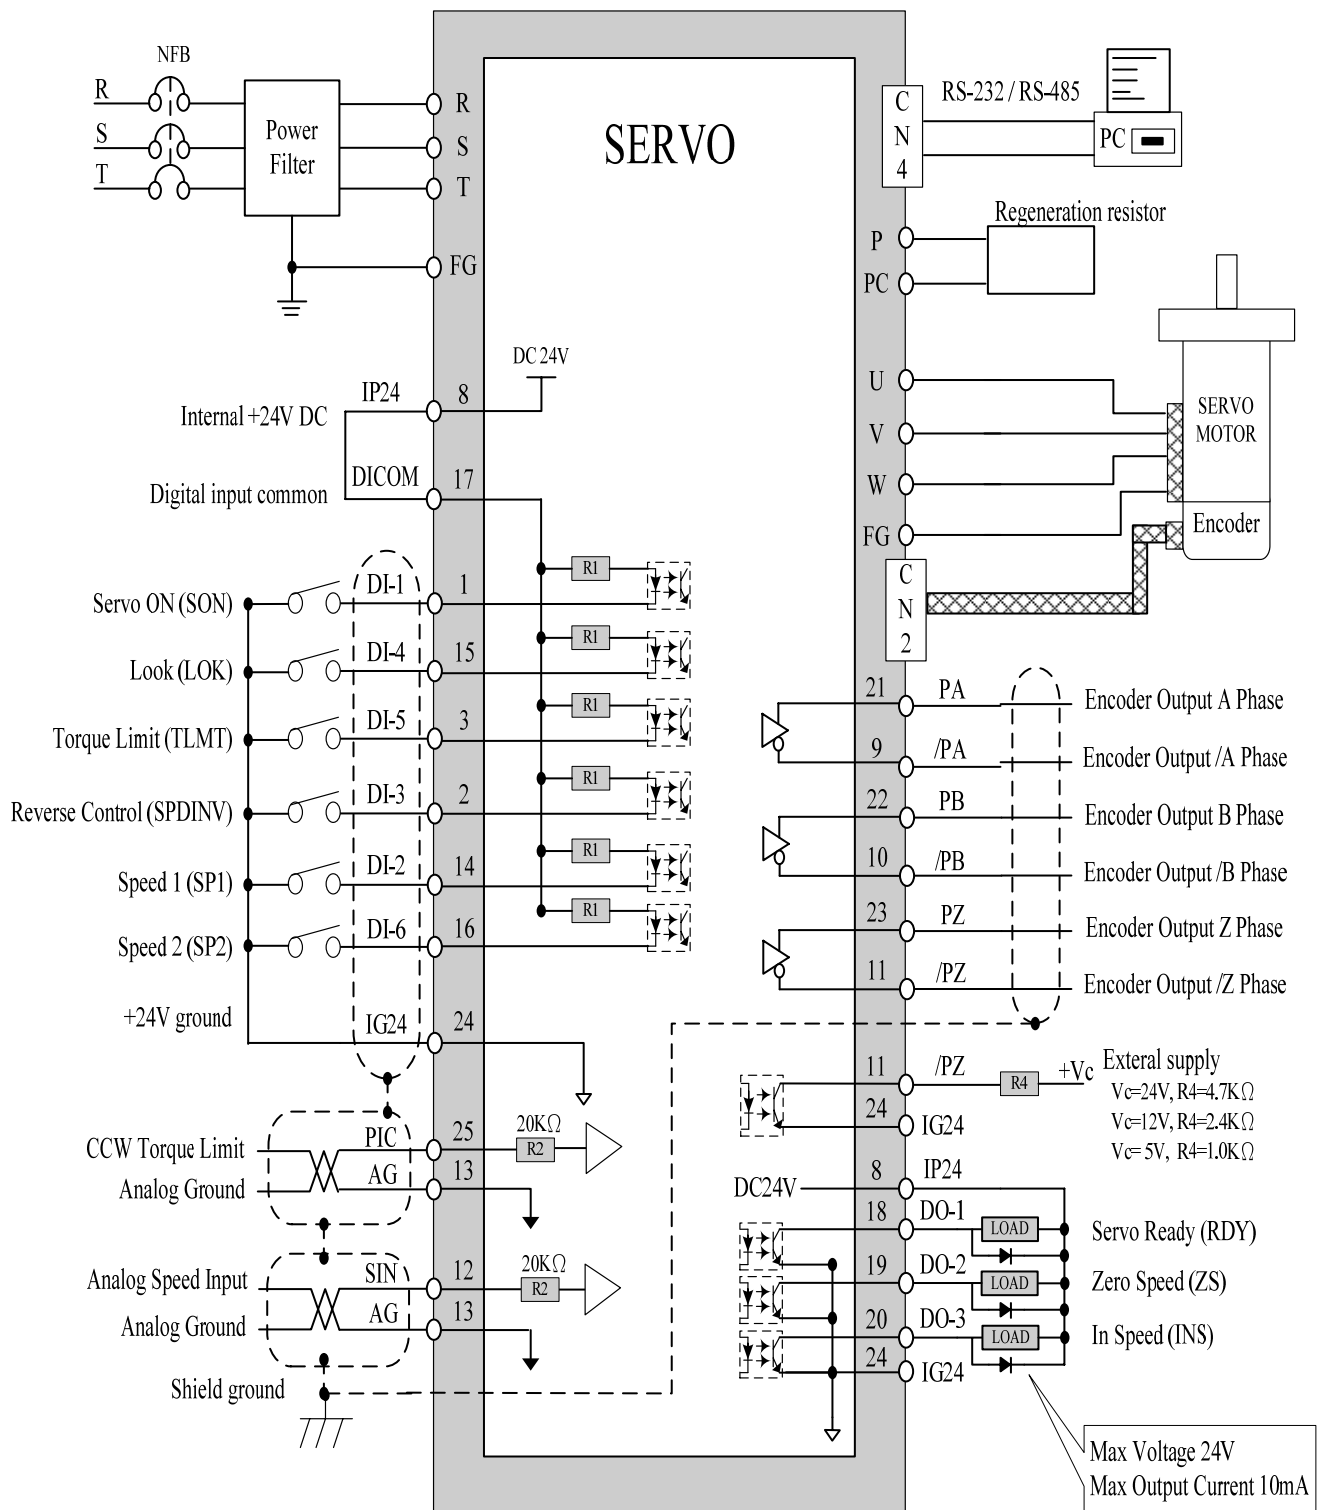 NFB
R
S
T
Power
Filter
R
S
T
FG
SERVO
C
N
4
RS-232 / RS-485
PC
Regeneration resistor
P
PC
U
V
W
FG
SERVO
MOTOR
Encoder
C
N
2
DC 24V
IP24
8
Internal +24V DC
DICOM
17
Digital input common
R1
Servo ON (SON)
DI-1
1
R1
Look (LOK)
DI-4
15
R1
Torque Limit (TLMT)
DI-5
3
R1
Reverse Control (SPDINV)
DI-3
2
R1
Speed 1 (SP1)
DI-2
14
R1
Speed 2 (SP2)
DI-6
16
+24V ground
IG24
24
CCW Torque Limit
PIC
25
20KΩ
R2
Analog Ground
AG
13
Analog Speed Input
SIN
12
20KΩ
R2
Analog Ground
AG
13
Shield ground
21
PA
Encoder Output A Phase
9
/PA
Encoder Output /A Phase
22
PB
Encoder Output B Phase
10
/PB
Encoder Output /B Phase
23
PZ
Encoder Output Z Phase
11
/PZ
Encoder Output /Z Phase
11
/PZ
R4
+Vc
Exteral supply
Vc=24V, R4=4.7KΩ
Vc=12V, R4=2.4KΩ
Vc= 5V, R4=1.0KΩ
24
IG24
DC24V
8
IP24
18
DO-1
LOAD
Servo Ready (RDY)
19
DO-2
LOAD
Zero Speed (ZS)
20
DO-3
LOAD
In Speed (INS)
24
IG24
Max Voltage 24V
Max Output Current 10mA